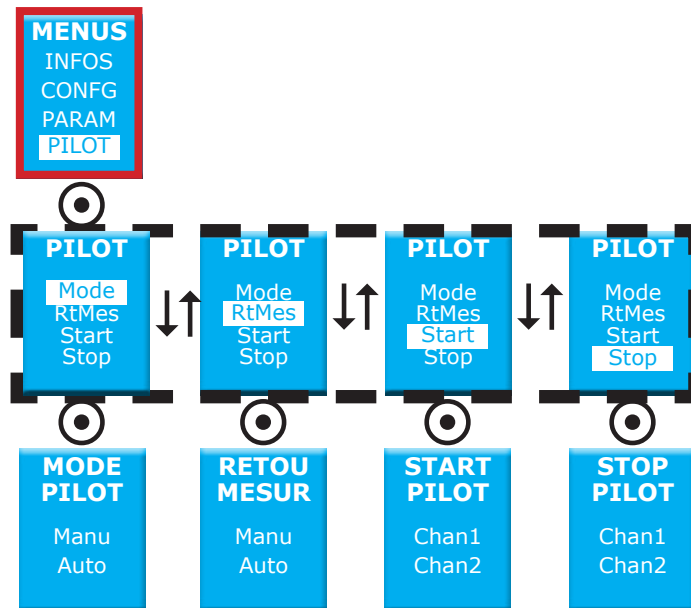 MENUS
INFOS
CONFG
PARAM
PILOT
PILOT
Mode
RtMes
Start
Stop
PILOT
Mode
RtMes
Start
Stop
PILOT
Mode
RtMes
Start
Stop
PILOT
Mode
RtMes
Start
Stop
MODE
PILOT
Manu
Auto
RETOU
MESUR
Manu
Auto
START
PILOT
Chan1
Chan2
STOP
PILOT
Chan1
Chan2